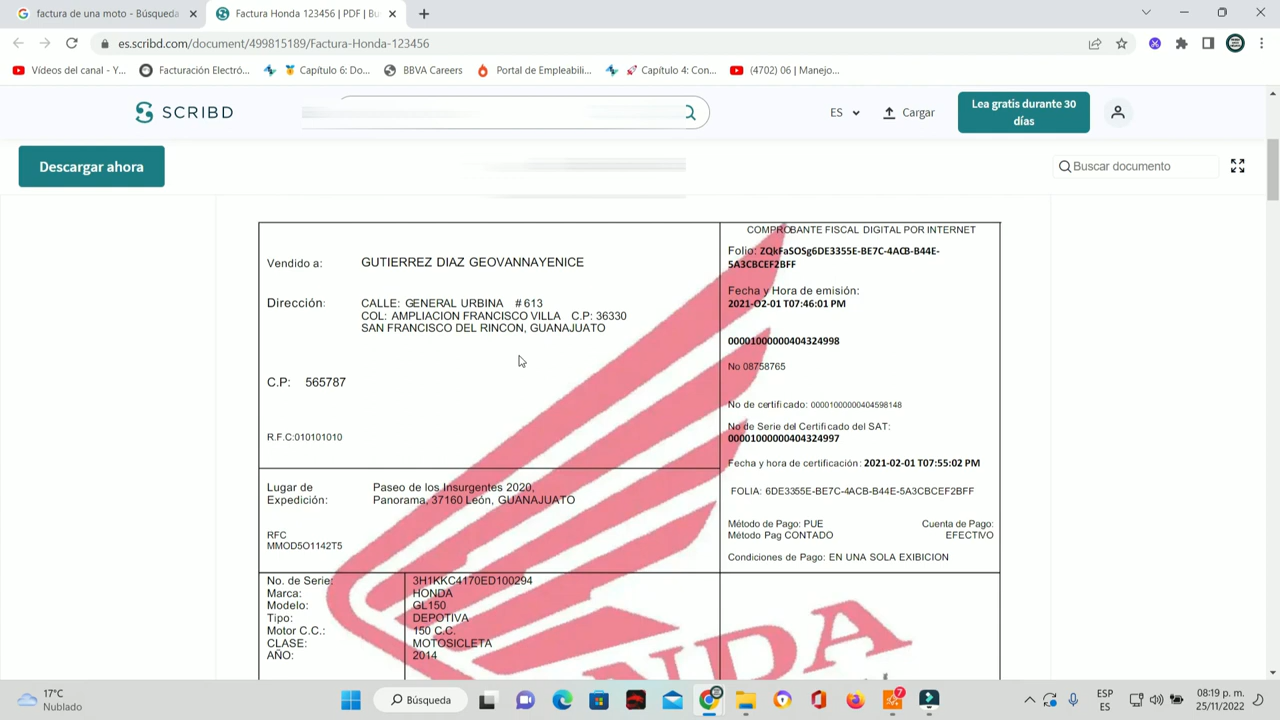 factura de una moto - Búsqueda
Factura Honda 123456 | PDF | Bu
es.scribd.com/document/499815189/Factura-Honda-123456
Vídeos del canal - Y...
Facturación Electró...
Capítulo 6: Do...
BBVA Careers
Portal de Empleabili...
Capítulo 4: Con...
(4702) 06 | Manejo...
SCRIBD
ES
Cargar
Lea gratis durante 30
días
Descargar ahora
Buscar documento
Vendido a:
GUTIERREZ DIAZ GEOVANNAYENICE
Dirección:
CALLE: GENERAL URBINA # 613
COL: AMPLIACION FRANCISCO VILLA C.P: 36330
SAN FRANCISCO DEL RINCON, GUANAJUATO
C.P: 565787
R.F.C:010101010
COMPROBANTE FISCAL DIGITAL POR INTERNET
Folio: ZQkFaSOSg6DE3355E-BE7C-4ACB-B44E-
5A3CBCEF2BFF
Fecha y Hora de emisión:
2021-O2-01 T07:46:01 PM
00001000000404324998
No 08758765
No de certificado: 00001000000404598148
No de Serie del Certificado del SAT:
00001000000404324997
Fecha y hora de certificación: 2021-02-01 T07:55:02 PM
FOLIA: 6DE3355E-BE7C-4ACB-B44E-5A3CBCEF2BFF
Método de Pago: PUE
Cuenta de Pago:
Método Pag CONTADO
EFECTIVO
Condiciones de Pago: EN UNA SOLA EXIBICION
Lugar de
Expedición:
Paseo de los Insurgentes 2020,
Panorama, 37160 León, GUANAJUATO
RFC
MMOD5O1142T5
No. de Serie: 3H1KKC4170ED100294
Marca: HONDA
Modelo: GL150
Tipo: DEPOTIVA
Motor C.C.: 150 C.C.
CLASE: MOTOSICLETA
AÑO: 2014
NDA
17°C
Nublado
Búsqueda
7
ESP
ES
08:19 p. m.
25/11/2022